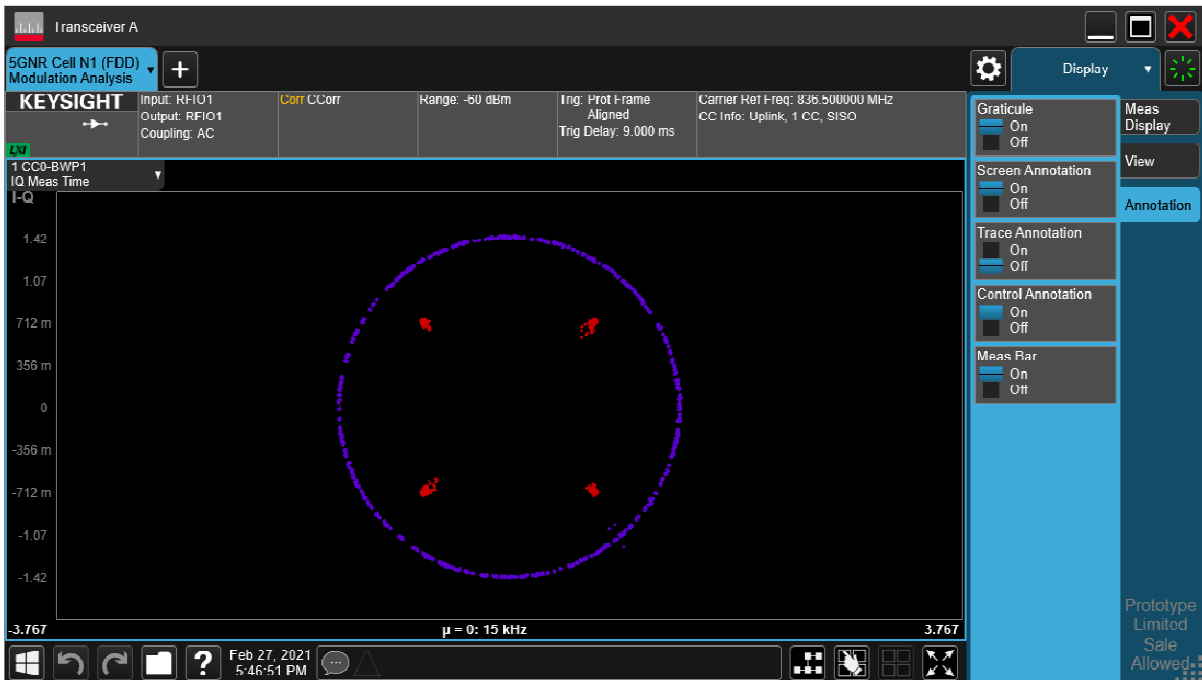 Transceiver A
5GNR Cell N1 (FDD)
Modulation Analysis
Display
KEYSIGHT
LXI
Input: RFIO1
Output: RFIO1
Coupling: AC
Corr CCorr
Range: -60 dBm
Trig: Prot Frame
Aligned
Trig Delay: 9.000 ms
Carrier Ref Freq: 836.500000 MHz
CC Info: Uplink, 1 CC, SISO
1 CC0-BWP1
IQ Meas Time
I-Q
1.42
1.07
712 m
356 m
0
-356 m
-712 m
-1.07
-1.42
-3.767
µ = 0: 15 kHz
3.767
Graticule
On
Off
Screen Annotation
On
Off
Trace Annotation
On
Off
Control Annotation
On
Off
Meas Bar
On
Off
Meas
Display
View
Annotation
Prototype
Limited
Sale
Allowed
Feb 27, 2021
5:46:51 PM